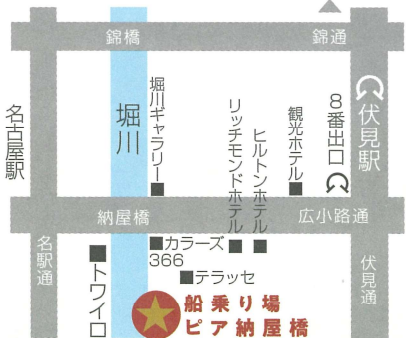 錦橋
錦通
名古屋駅
堀川
堀川ギャラリー
リッチモンドホテル
ヒルトンホテル
観光ホテル
8番出口
伏見駅
納屋橋
広小路通
名駅通
トワイロ
カラーズ
366
テラッセ
伏見通
船乗り場
ピア納屋橋